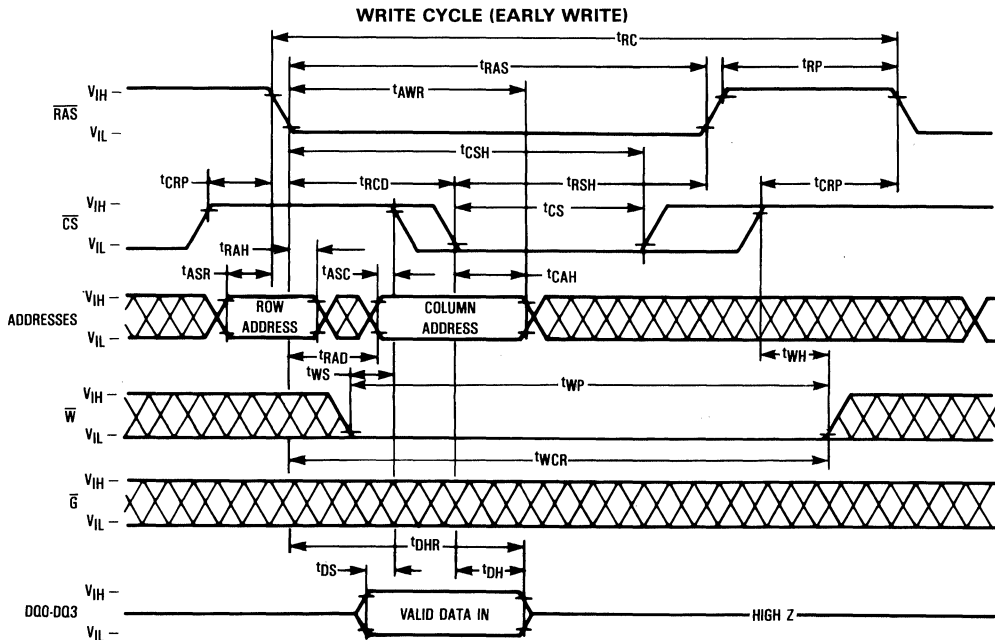 WRITE CYCLE (EARLY WRITE)
tRC
tRAS
tRP
tAWR
VIH
RAS
VIL
tCSH
tCRP
tRCD
tRSH
tCRP
tCS
VIH
CS
VIL
tRAH
tASR
tASC
tCAH
VIH
ADDRESSES
VIL
ROW
ADDRESS
COLUMN
ADDRESS
tRAD
tWS
tWH
tWP
VIH
W
VIL
tWCR
VIH
G
VIL
tDHR
tDS
tDH
VIH
DQ0-DQ3
VIL
VALID DATA IN
HIGH Z